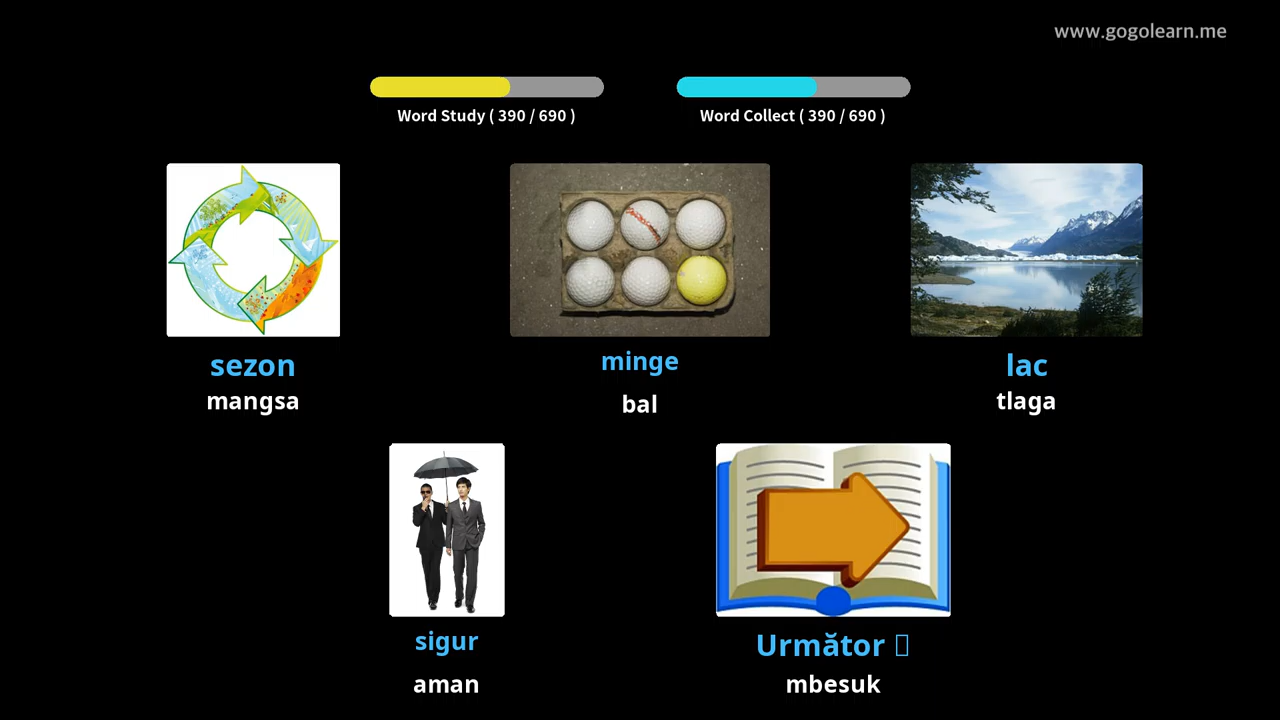 www.gogolearn.me
Word Study ( 390 / 690 )
Word Collect ( 390 / 690 )
sezon
mangsa
minge
bal
lac
tlaga
sigur
aman
Următor
mbesuk